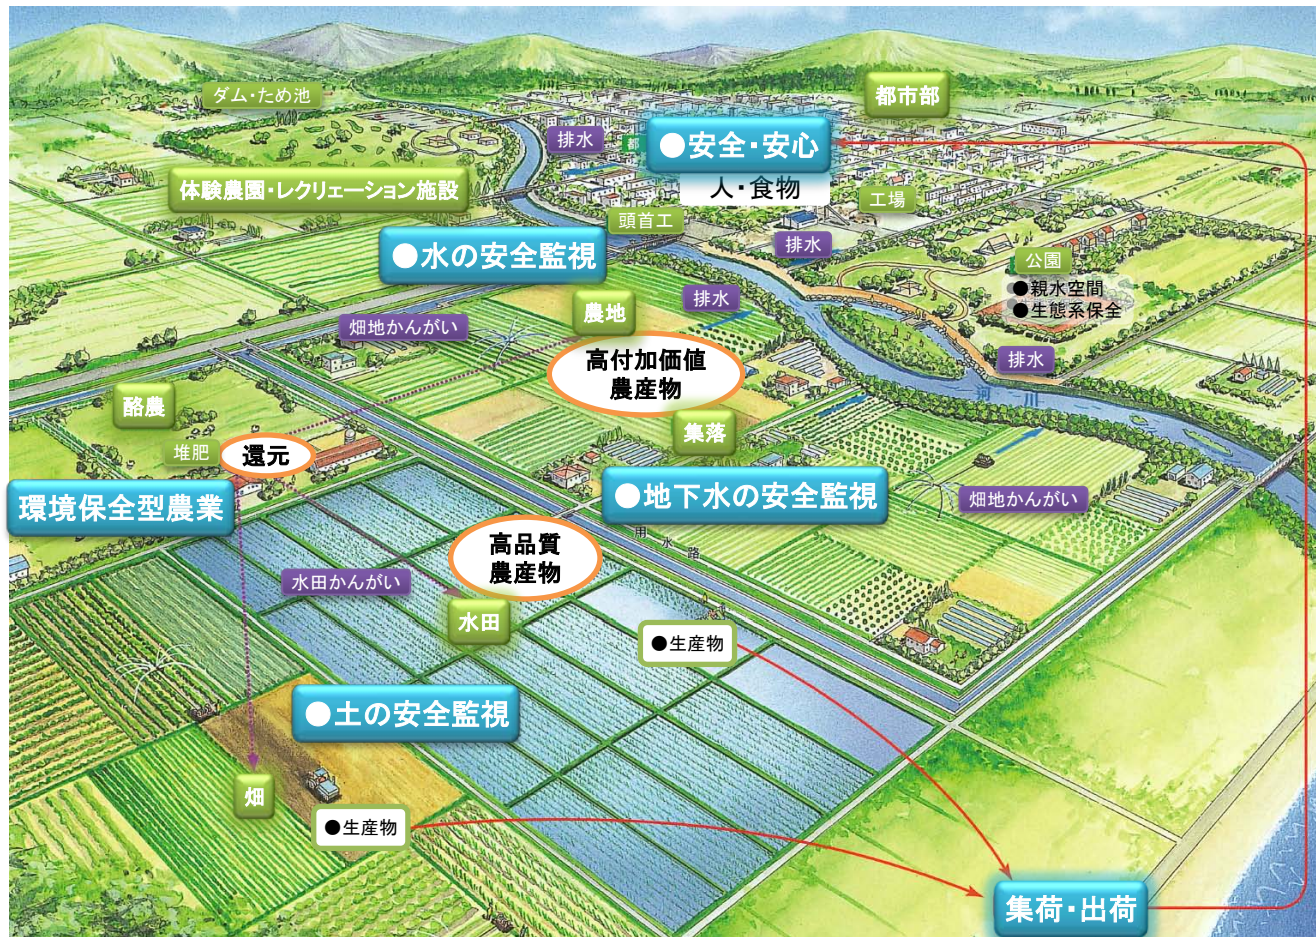 ダム・ため池
都市部
排水
都
●安全・安心
人・食物
体験農園・レクリェーション施設
工場
頭首工
●水の安全監視
排水
公園
●親水空間
●生態系保全
農地
排水
畑地かんがい
高付加価値
農産物
排水
酪農
河川
集落
堆肥
還元
●地下水の安全監視
環境保全型農業
畑地かんがい
高品質
農産物
用水路
水田かんがい
水田
●生産物
●土の安全監視
畑
●生産物
集荷・出荷